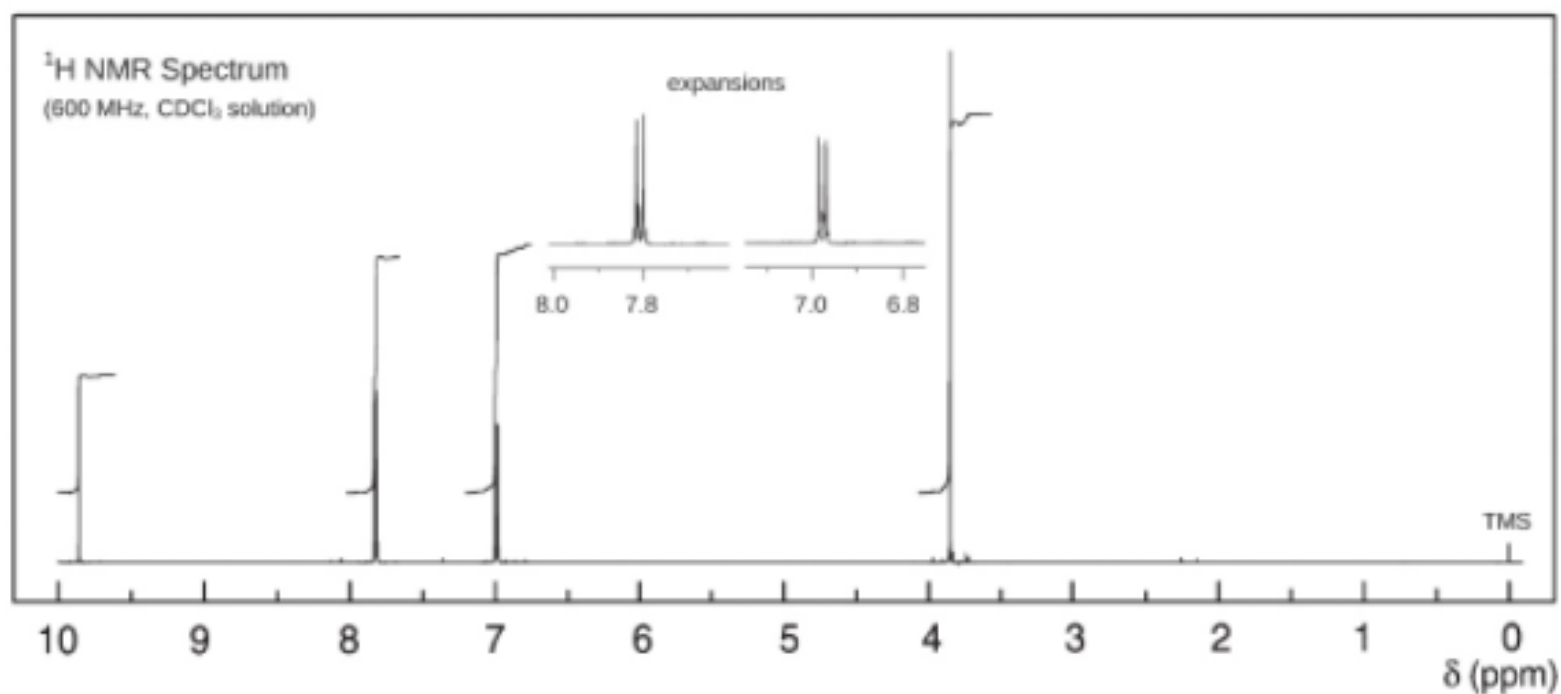 ¹H NMR Spectrum
(600 MHz, CDCl₃ solution)
expansions
8.0 7.8 7.0 6.8
TMS
10 9 8 7 6 5 4 3 2 1 0
δ (ppm)